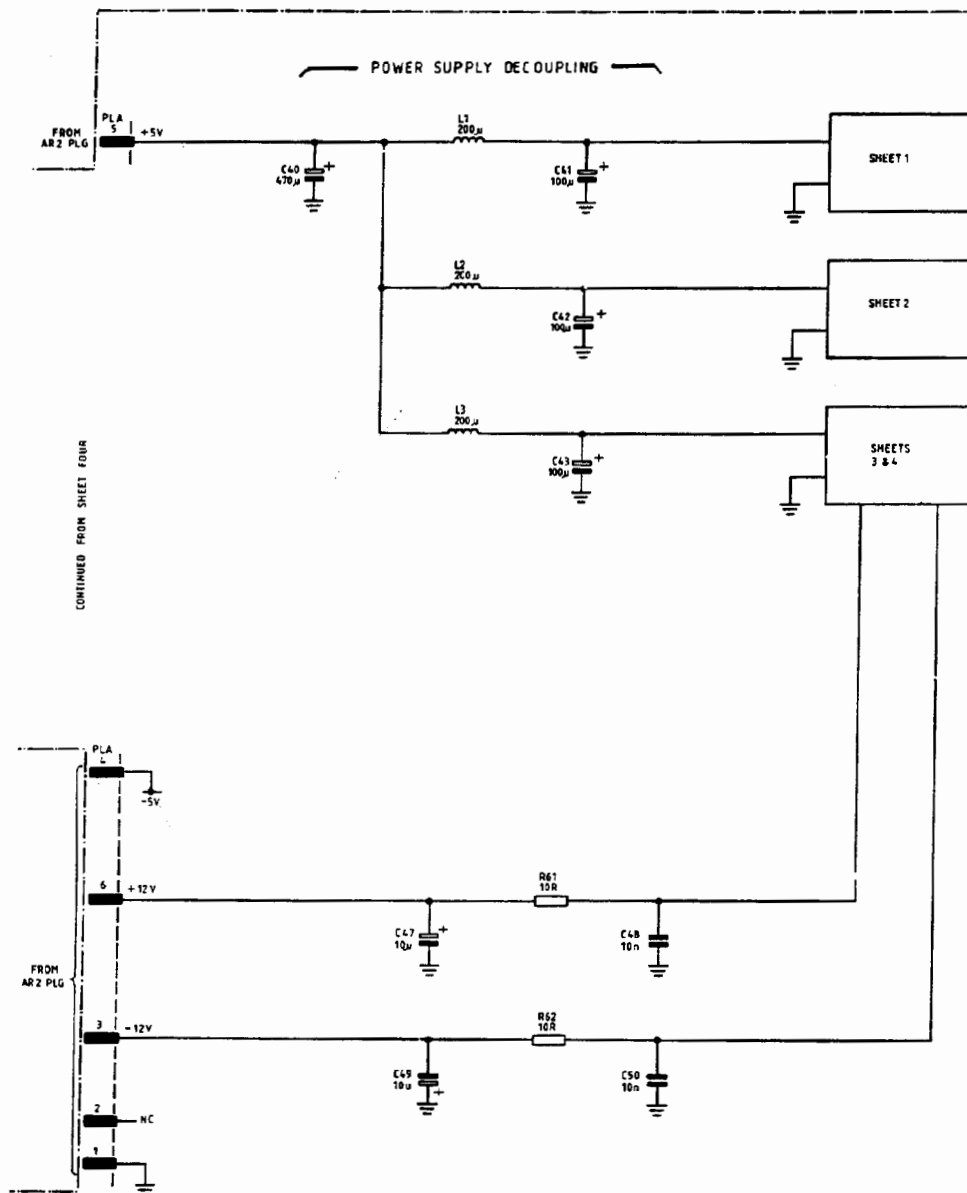 POWER SUPPLY DECOUPLING
FROM
AR2 PLG
PLA
5
+5V
L1
200µ
C40
470µ
+
C41
100µ
+
SHEET 1
L2
200µ
C42
100µ
+
SHEET 2
L3
200µ
C43
100µ
+
SHEETS
3 & 4
CONTINUED FROM SHEET FOUR
PLA
4
-5V
6
+12V
R61
10R
C47
10µ
+
C48
10n
FROM
AR2 PLG
3
-12V
R62
10R
C49
10µ
+
C50
10n
2
NC
1